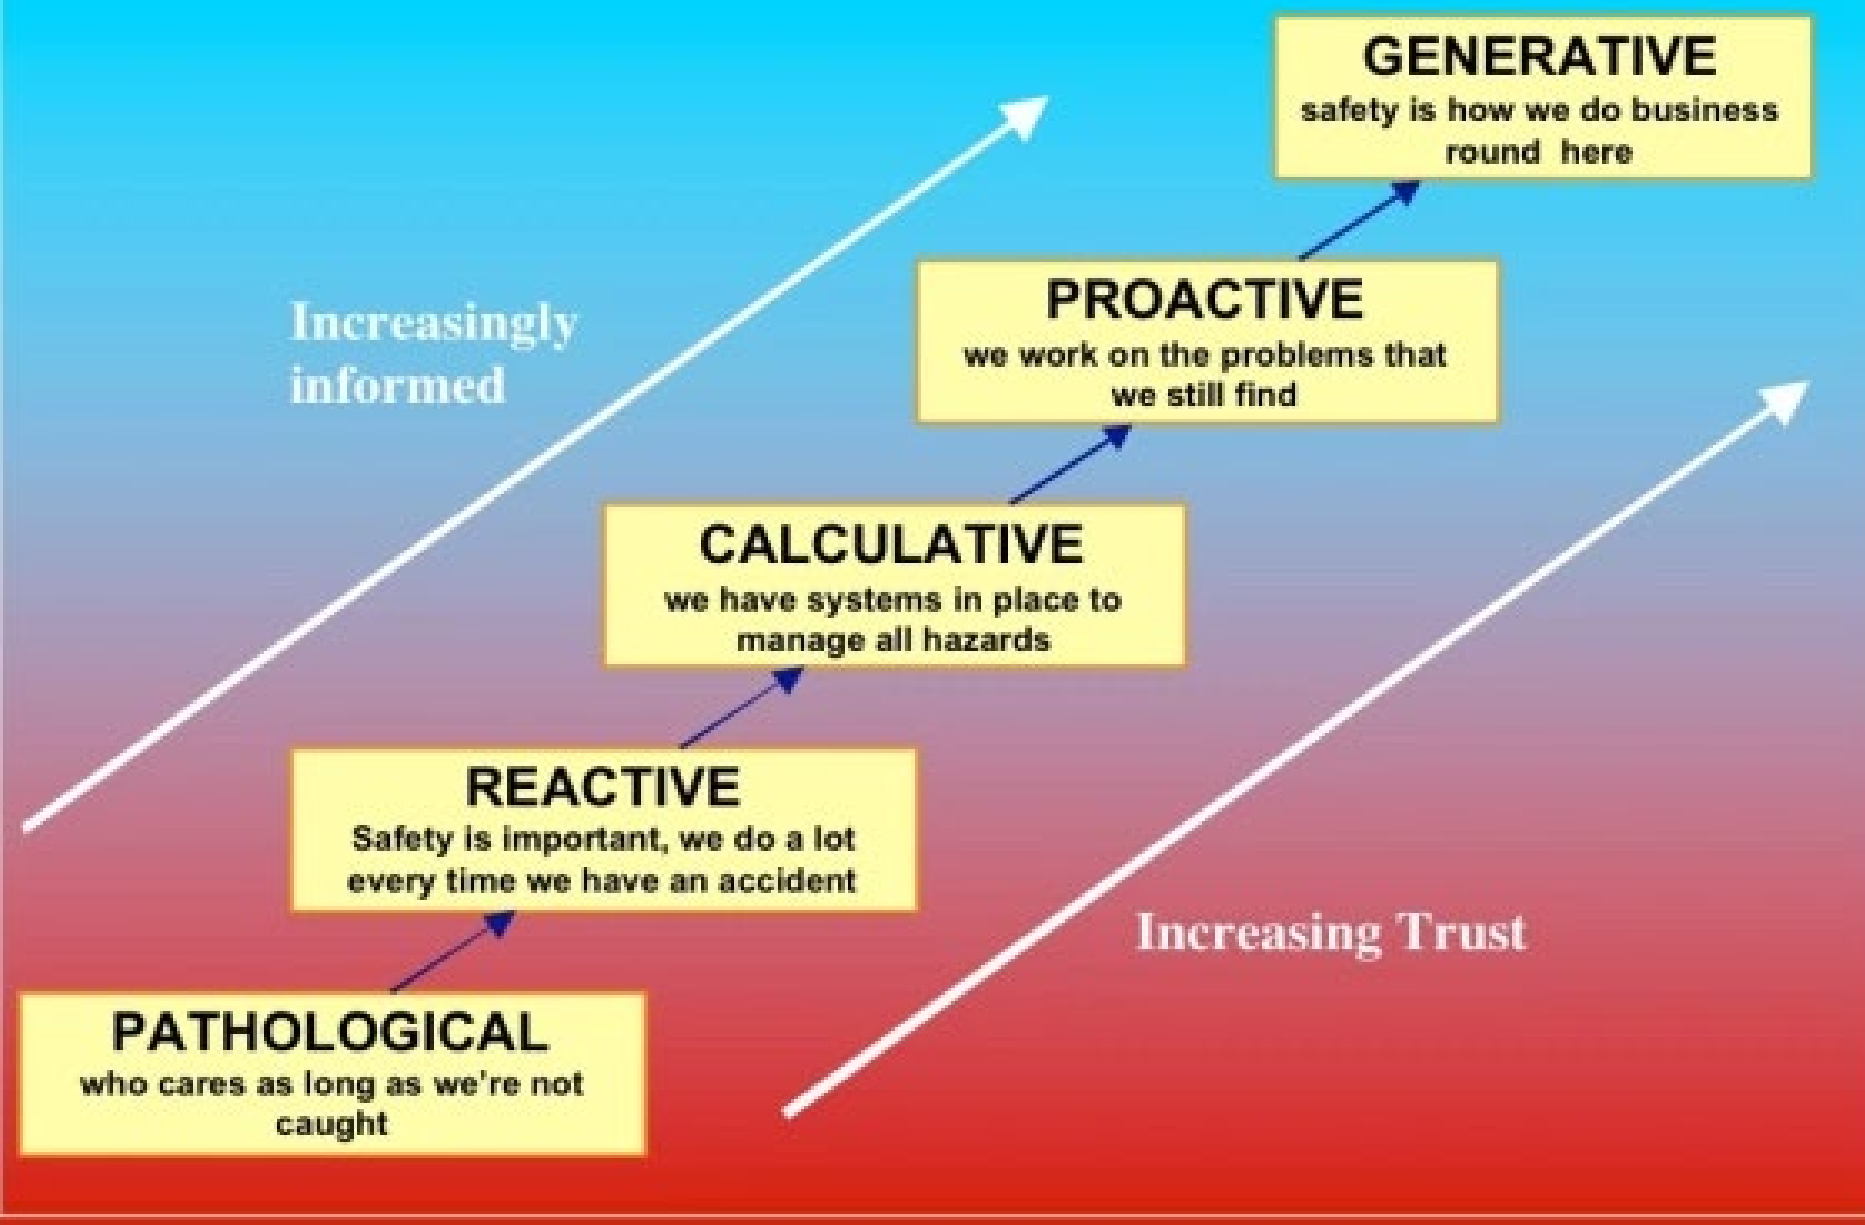 GENERATIVE
safety is how we do business
round here
PROACTIVE
we work on the problems that
we still find
Increasingly
informed
CALCULATIVE
we have systems in place to
manage all hazards
REACTIVE
Safety is important, we do a lot
every time we have an accident
Increasing Trust
PATHOLOGICAL
who cares as long as we're not
caught